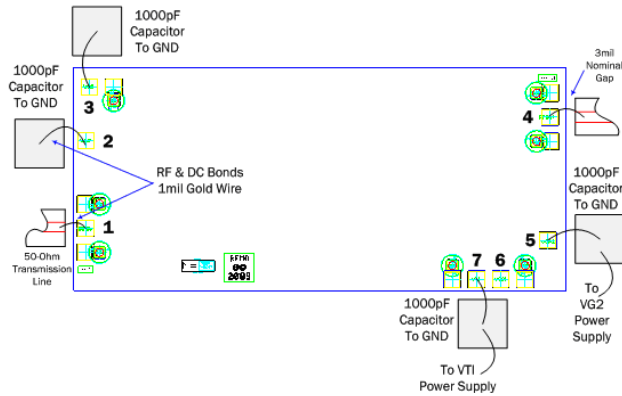 1000pF
Capacitor
To GND
1000pF
Capacitor
To GND
3
2
RF & DC Bonds
1mil Gold Wire
1
50-Ohm
Transmission
Line
RFMD
2009
3mil
Nominal
Gap
4
1000pF
Capacitor
To GND
5
7
6
1000pF
Capacitor
To GND
To VTI
Power Supply
To
VG2
Power
Supply